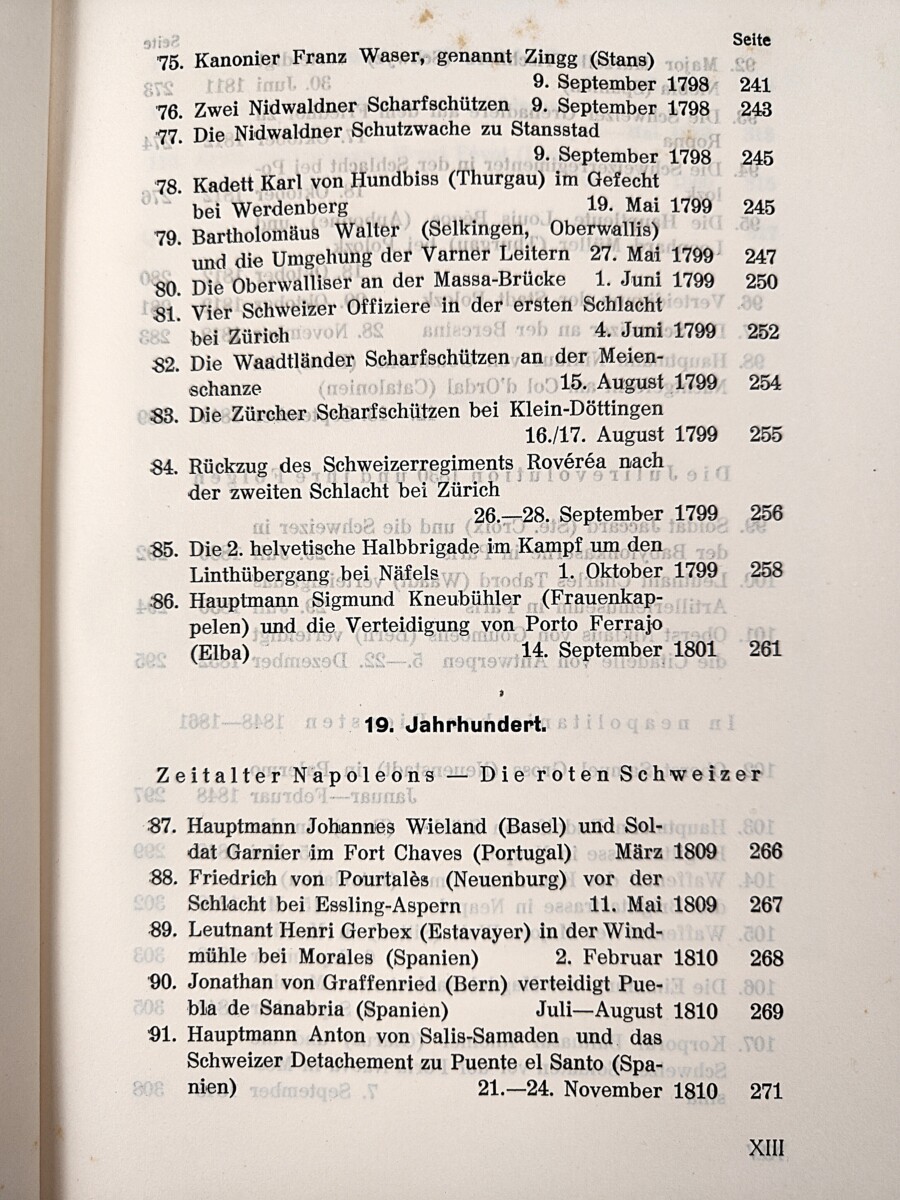 Seite
75. Kanonier Franz Waser, genannt Zingg (Stans)
9. September 1798 241
76. Zwei Nidwaldner Scharfschützen 9. September 1798 243
77. Die Nidwaldner Schutzwache zu Stansstad
9. September 1798 245
78. Kadett Karl von Hundbiss (Thurgau) im Gefecht
bei Werdenberg 19. Mai 1799 245
79. Bartholomäus Walter (Selkingen, Oberwallis)
und die Umgehung der Varner Leitern 27. Mai 1799 247
80. Die Oberwalliser an der Massa-Brücke 1. Juni 1799 250
81. Vier Schweizer Offiziere in der ersten Schlacht
bei Zürich 4. Juni 1799 252
82. Die Waadtländer Scharfschützen an der Meien-
schanze 15. August 1799 254
83. Die Zürcher Scharfschützen bei Klein-Döttingen
16./17. August 1799 255
84. Rückzug des Schweizerregiments Rovéréa nach
der zweiten Schlacht bei Zürich
26.—28. September 1799 256
85. Die 2. helvetische Halbbrigade im Kampf um den
Linthübergang bei Näfels 1. Oktober 1799 258
86. Hauptmann Sigmund Kneubühler (Frauenkap-
pelen) und die Verteidigung von Porto Ferrajo
(Elba) 14. September 1801 261
19. Jahrhundert.
Zeitalter Napoleons — Die roten Schweizer
87. Hauptmann Johannes Wieland (Basel) und Sol-
dat Garnier im Fort Chaves (Portugal) März 1809 266
88. Friedrich von Pourtalès (Neuenburg) vor der
Schlacht bei Essling-Aspern 11. Mai 1809 267
89. Leutnant Henri Gerbex (Estavayer) in der Wind-
mühle bei Morales (Spanien) 2. Februar 1810 268
90. Jonathan von Graffenried (Bern) verteidigt Pue-
bla de Sanabria (Spanien) Juli—August 1810 269
91. Hauptmann Anton von Salis-Samaden und das
Schweizer Detachement zu Puente el Santo (Spa-
nien) 21.—24. November 1810 271
XIII